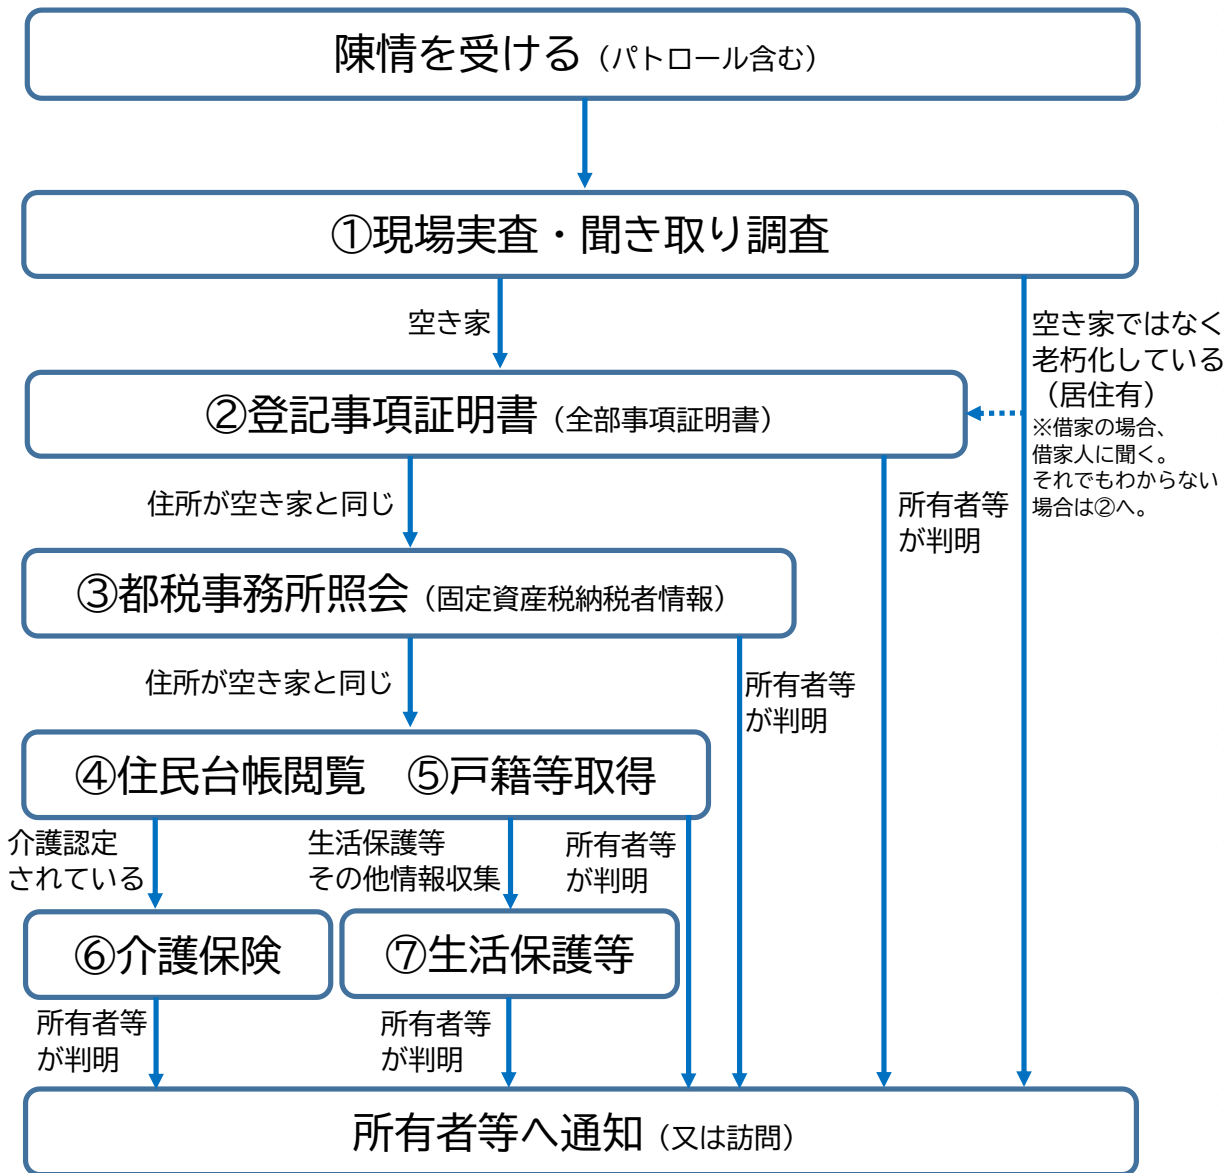 陳情を受ける（パトロール含む）
①現場実査・聞き取り調査
空き家
空き家ではなく
老朽化している
（居住有）
※借家の場合、
借家人に聞く。
それでもわからない
場合は②へ。
②登記事項証明書（全部事項証明書）
住所が空き家と同じ
所有者等
が判明
③都税事務所照会（固定資産税納税者情報）
住所が空き家と同じ
所有者等
が判明
④住民台帳閲覧　⑤戸籍等取得
介護認定
されている
生活保護等
その他情報収集
所有者等
が判明
⑥介護保険
⑦生活保護等
所有者等
が判明
所有者等
が判明
所有者等へ通知（又は訪問）